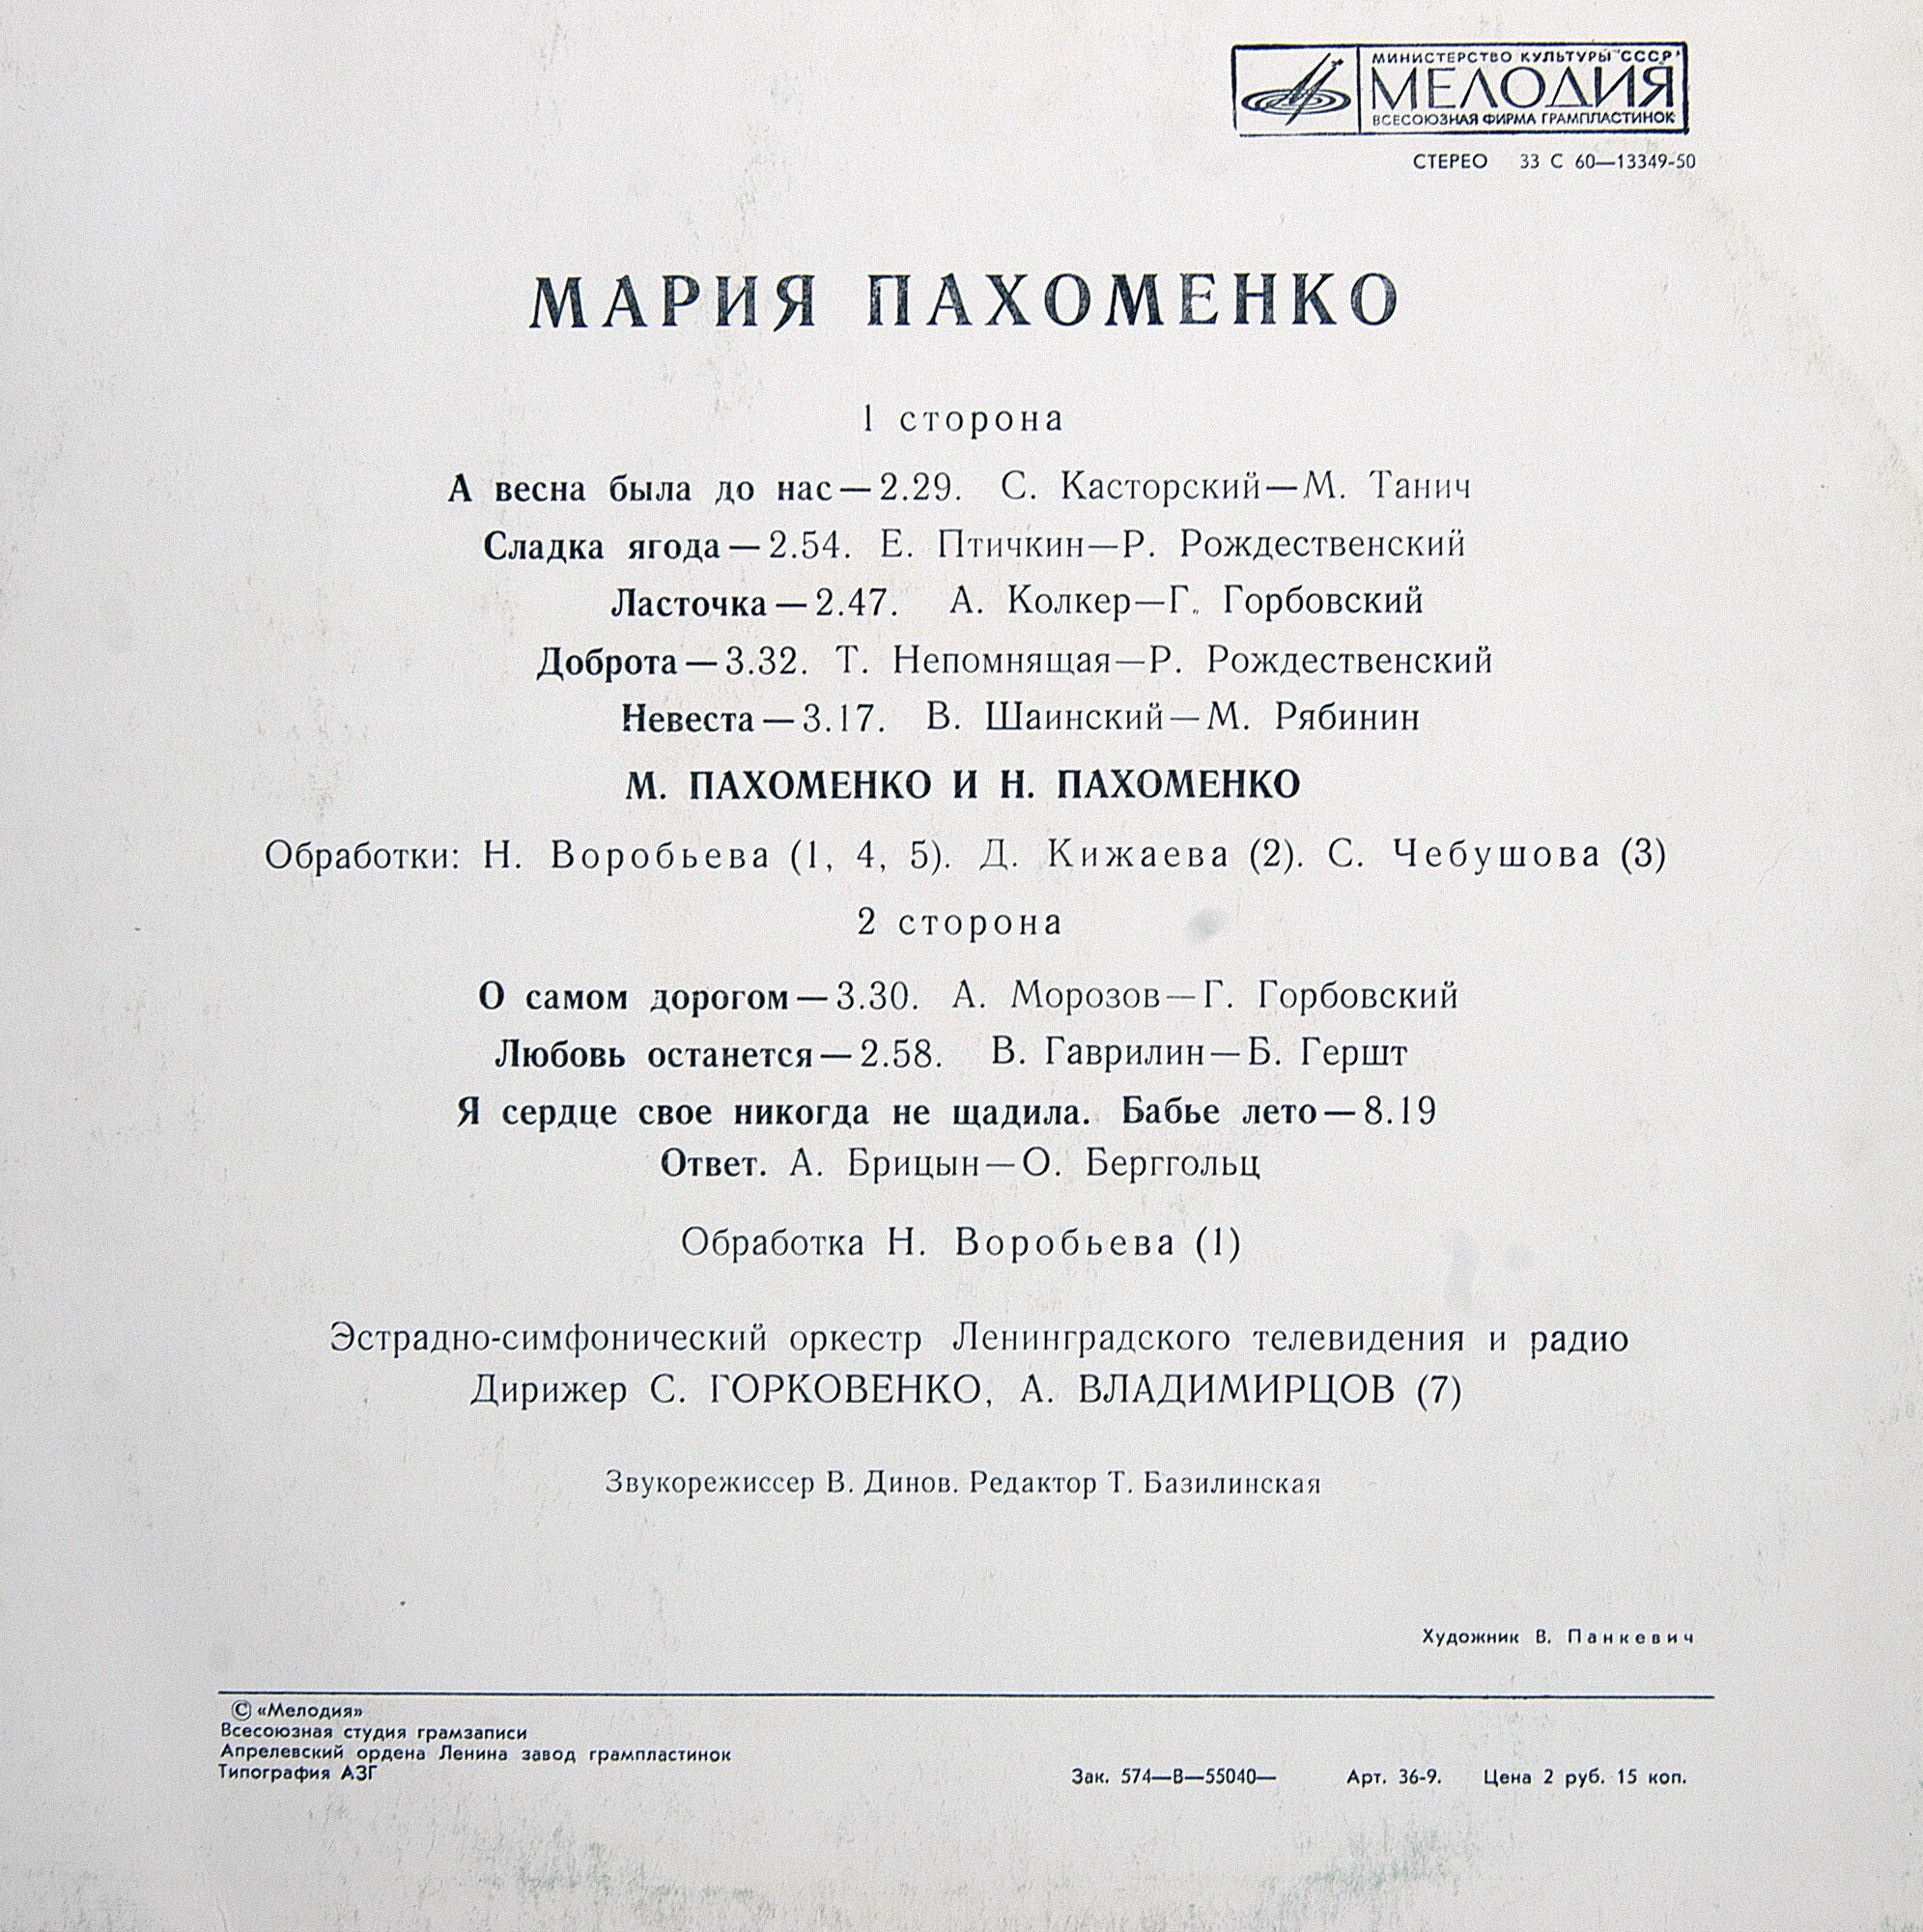 МИНИСТЕРСТВО КУЛЬТУРЫ СССР
МЕЛОДИЯ
ВСЕСОЮЗНАЯ ФИРМА ГРАМПЛАСТИНОК
СТЕРЕО 33 С 60—13349-50
МАРИЯ ПАХОМЕНКО
1 сторона
А весна была до нас — 2.29. С. Касторский—М. Танич
Сладка ягода — 2.54. Е. Птичкин—Р. Рождественский
Ласточка — 2.47. А. Колкер—Г. Горбовский
Доброта — 3.32. Т. Непомнящая—Р. Рождественский
Невеста — 3.17. В. Шаинский—М. Рябинин
М. ПАХОМЕНКО И Н. ПАХОМЕНКО
Обработки: Н. Воробьева (1, 4, 5). Д. Кижаева (2). С. Чебушова (3)
2 сторона
О самом дорогом — 3.30. А. Морозов—Г. Горбовский
Любовь останется — 2.58. В. Гаврилин—Б. Гершт
Я сердце свое никогда не щадила. Бабье лето — 8.19
Ответ. А. Брицын—О. Берггольц
Обработка Н. Воробьева (1)
Эстрадно-симфонический оркестр Ленинградского телевидения и радио
Дирижер С. ГОРКОВЕНКО, А. ВЛАДИМИРЦОВ (7)
Звукорежиссер В. Динов. Редактор Т. Базилинская
Художник В. Панкевич
© «Мелодия»
Всесоюзная студия грамзаписи
Апрелевский ордена Ленина завод грампластинок
Типография АЗГ
Зак. 574—В—55040— Арт. 36-9. Цена 2 руб. 15 коп.